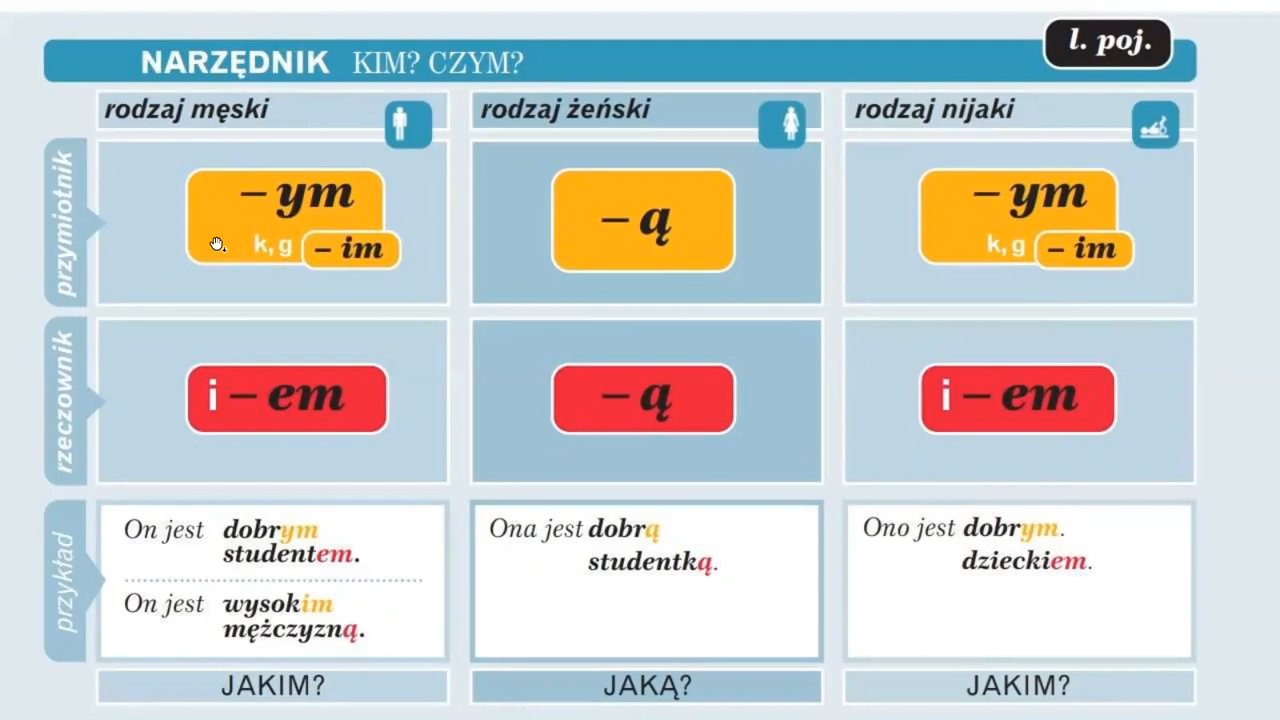 l. poj.
NARZĘDNIK KIM? CZYM?
rodzaj męski
rodzaj żeński
rodzaj nijaki
przymiotnik
– ym
k, g – im
– ą
– ym
k, g – im
rzeczownik
i – em
– ą
i – em
przykład
On jest dobrym
studentem.
On jest wysokim
mężczyzną.
Ona jest dobrą
studentką.
Ono jest dobrym.
dzieckiem.
JAKIM?
JAKĄ?
JAKIM?